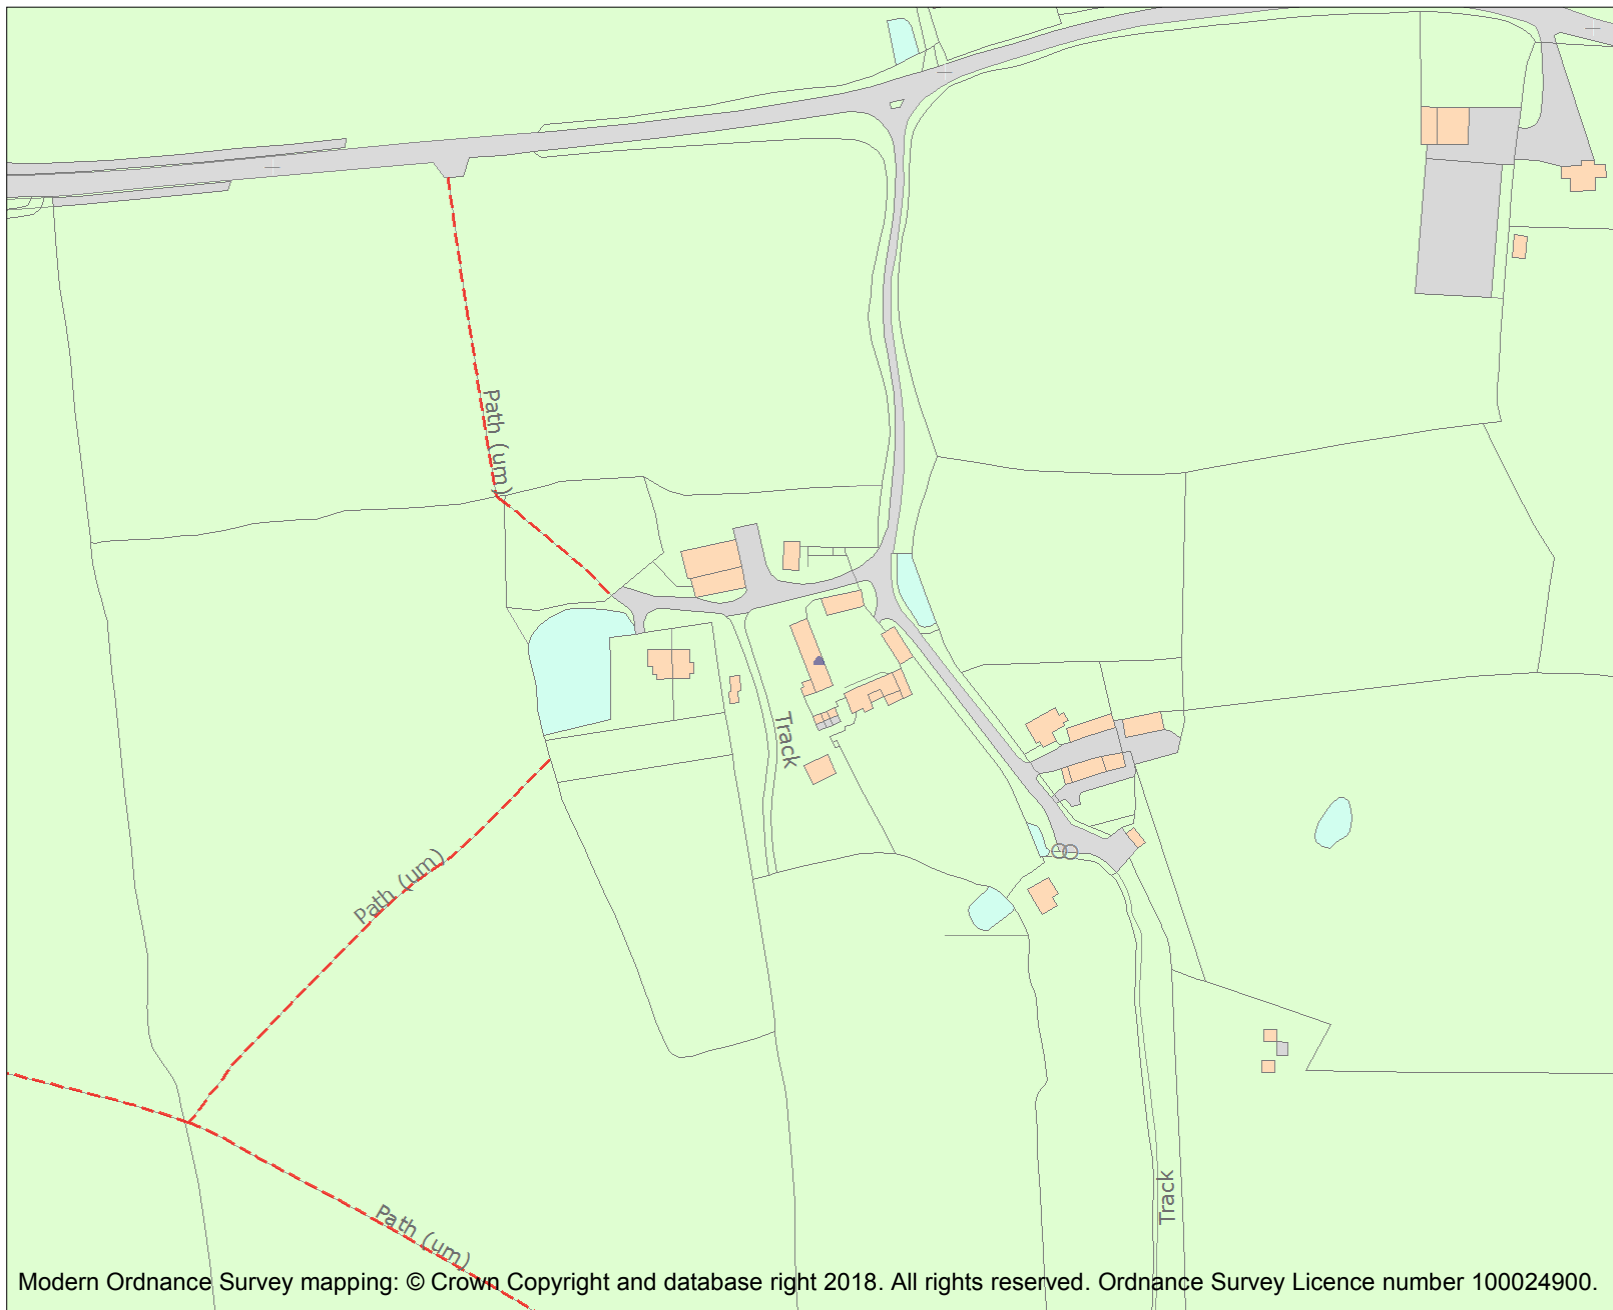 Path (um)
Track
Path (um)
Track
Path (um)
Modern Ordnance Survey mapping: © Crown Copyright and database right 2018. All rights reserved. Ordnance Survey Licence number 100024900.